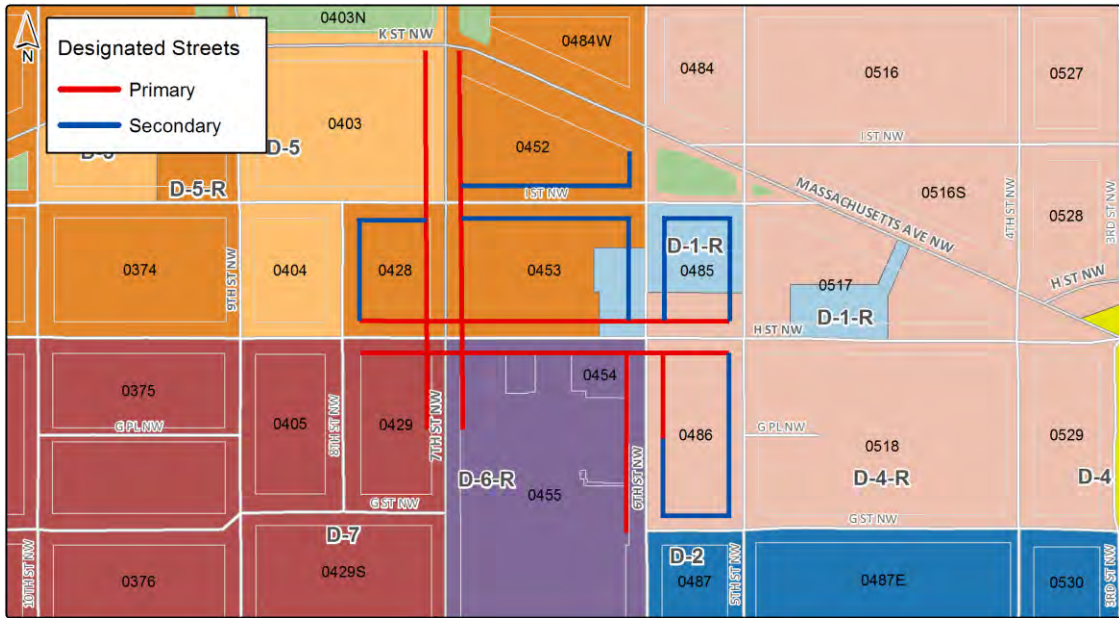 0403N
K ST NW
0484W
N
Designated Streets
Primary
Secondary
0484
0516
0527
0403
D-5
I ST NW
0452
D-5-R
I ST NW
MASSACHUSETTS AVE NW
0516S
4TH ST NW
3RD ST NW
0528
D-1-R
0374
9TH ST NW
0404
0428
0453
0485
0517
H ST NW
D-1-R
H ST NW
0375
0454
G PL NW
0405
8TH ST NW
0429
7TH ST NW
0486
G PL NW
0518
0529
D-6-R
0455
6TH ST NW
D-4-R
D-4
G ST NW
G ST NW
D-7
D-2
10TH ST NW
0376
0429S
0487
5TH ST NW
0487E
0530
3RD ST NW